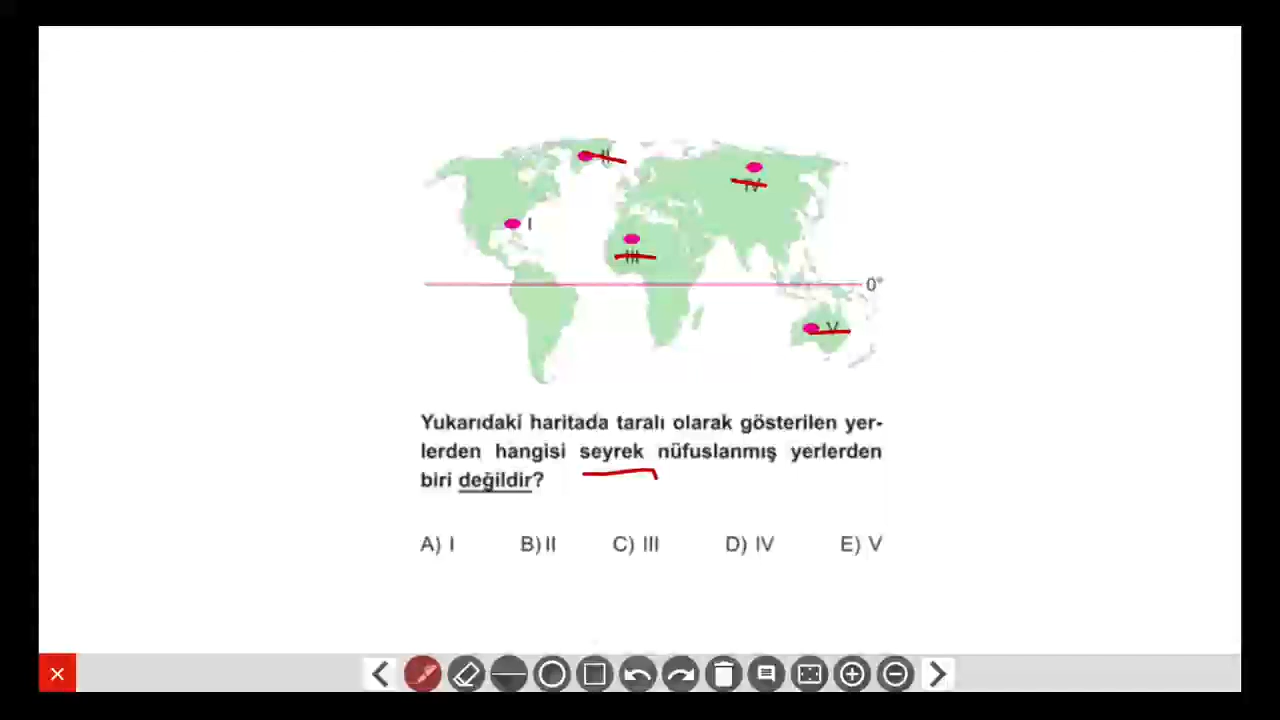 II
IV
I
III
0°
V
Yukarıdaki haritada taralı olarak gösterilen yer-
lerden hangisi seyrek nüfuslanmış yerlerden
biri değildir?
A) I B) II C) III D) IV E) V